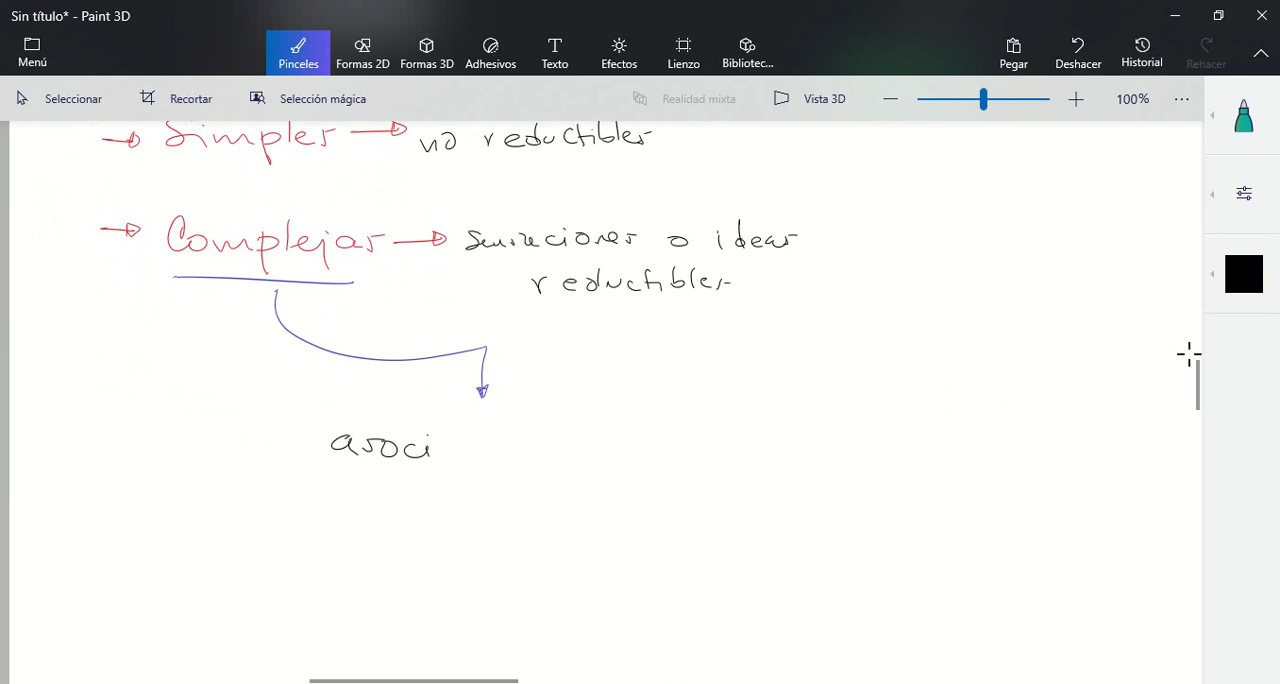 Sin título* - Paint 3D
Menú Pinceles Formas 2D Formas 3D Adhesivos Texto Efectos Lienzo Bibliotec... Pegar Deshacer Historial Rehacer
Seleccionar Recortar Selección mágica Realidad mixta Vista 3D 100%
Simples → no reductibles
→ Complejas → Sensaciones o ideas
reductibles
asoci